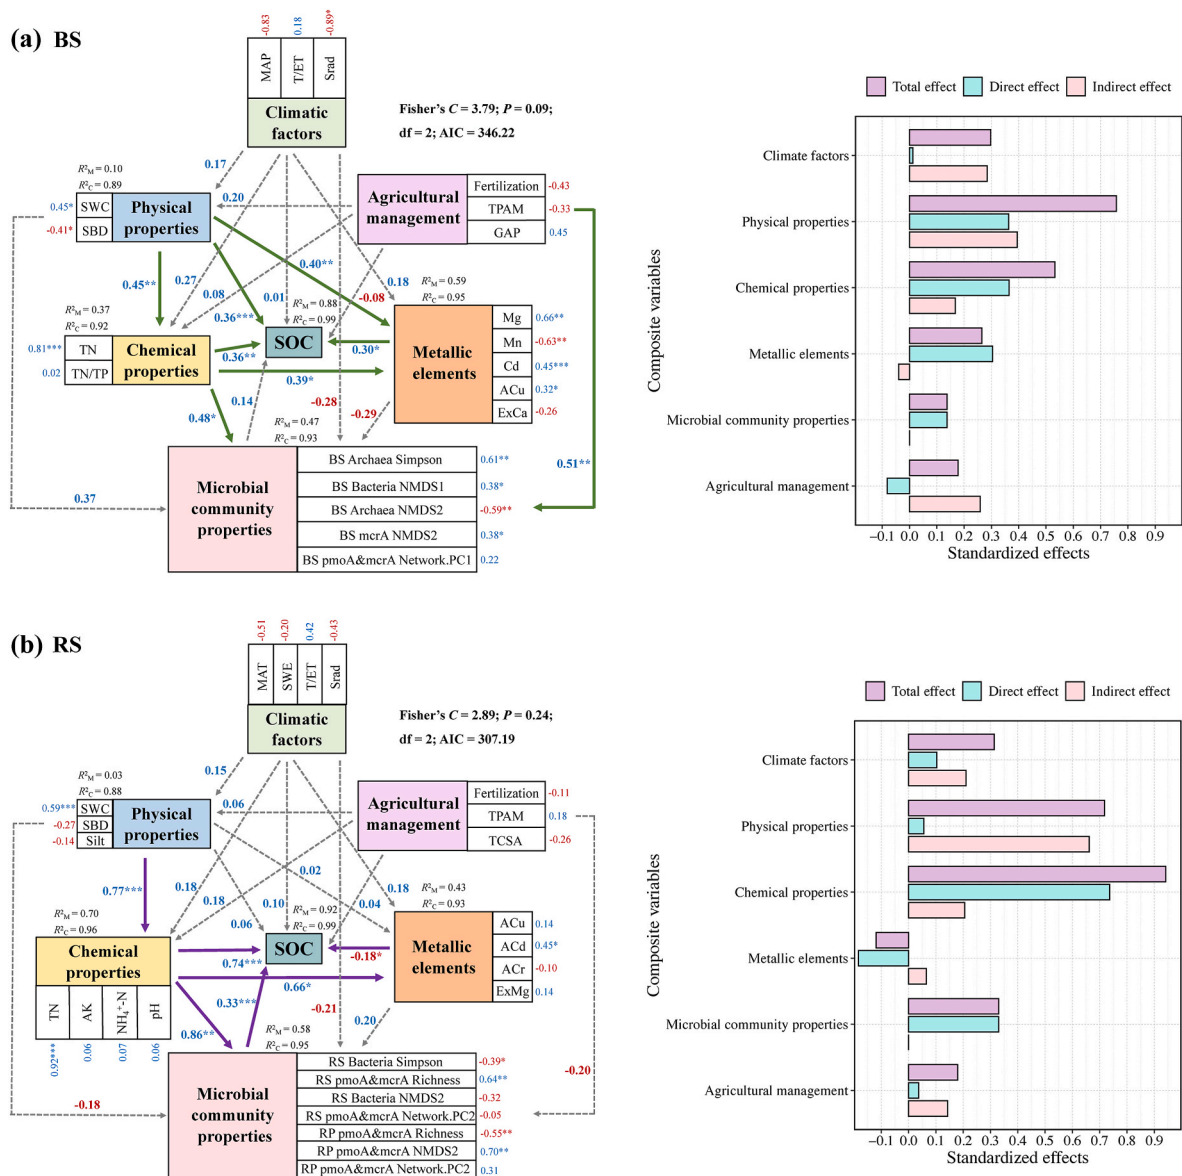 (a) BS
-0.83
0.18
-0.89*
MAP
T/ET
Srad
Climatic
factors
Fisher's C = 3.79; P = 0.09;
df = 2; AIC = 346.22
R²M = 0.10
R²C = 0.89
0.17
0.20
0.45* SWC
-0.41* SBD
Physical
properties
Agricultural
management
Fertilization -0.43
TPAM -0.33
GAP 0.45
0.45**
0.27
0.08
0.40**
0.18
0.01
-0.08
0.36***
R²M = 0.37
R²C = 0.92
R²M = 0.88
R²C = 0.99
R²M = 0.59
R²C = 0.95
0.81*** TN
0.02 TN/TP
Chemical
properties
SOC
Metallic
elements
Mg 0.66**
Mn -0.63**
Cd 0.45***
ACu 0.32*
ExCa -0.26
0.36**
0.30*
0.39*
0.14
-0.28
-0.29
0.48*
R²M = 0.47
R²C = 0.93
0.37
0.51**
Microbial
community
properties
BS Archaea Simpson 0.61**
BS Bacteria NMDS1 0.38*
BS Archaea NMDS2 -0.59**
BS mcrA NMDS2 0.38*
BS pmoA&mcrA Network.PC1 0.22
Total effect Direct effect Indirect effect
Composite variables
Climate factors
Physical properties
Chemical properties
Metallic elements
Microbial community properties
Agricultural management
−0.1 0.0 0.1 0.2 0.3 0.4 0.5 0.6 0.7 0.8 0.9
Standardized effects
(b) RS
-0.51
-0.20
0.42
-0.43
MAT
SWE
T/ET
Srad
Climatic
factors
Fisher's C = 2.89; P = 0.24;
df = 2; AIC = 307.19
R²M = 0.03
R²C = 0.88
0.15
0.06
0.59*** SWC
-0.27 SBD
-0.14 Silt
Physical
properties
Agricultural
management
Fertilization -0.11
TPAM 0.18
TCSA -0.26
0.77***
0.18
0.18
0.02
0.18
0.10
0.04
0.06
R²M = 0.70
R²C = 0.96
R²M = 0.92
R²C = 0.99
R²M = 0.43
R²C = 0.93
Chemical
properties
SOC
Metallic
elements
ACu 0.14
ACd 0.45*
ACr -0.10
ExMg 0.14
TN
AK
NH₄⁺-N
pH
0.92***
0.06
0.07
0.06
0.74***
-0.18*
0.66*
0.33***
-0.21
0.20
0.86**
R²M = 0.58
R²C = 0.95
-0.18
-0.20
Microbial
community
properties
RS Bacteria Simpson -0.39*
RS pmoA&mcrA Richness 0.64**
RS Bacteria NMDS2 -0.32
RS pmoA&mcrA Network.PC2 -0.05
RP pmoA&mcrA Richness -0.55**
RP pmoA&mcrA NMDS2 0.70**
RP pmoA&mcrA Network.PC2 0.31
Total effect Direct effect Indirect effect
Composite variables
Climate factors
Physical properties
Chemical properties
Metallic elements
Microbial community properties
Agricultural management
−0.1 0.0 0.1 0.2 0.3 0.4 0.5 0.6 0.7 0.8 0.9
Standardized effects